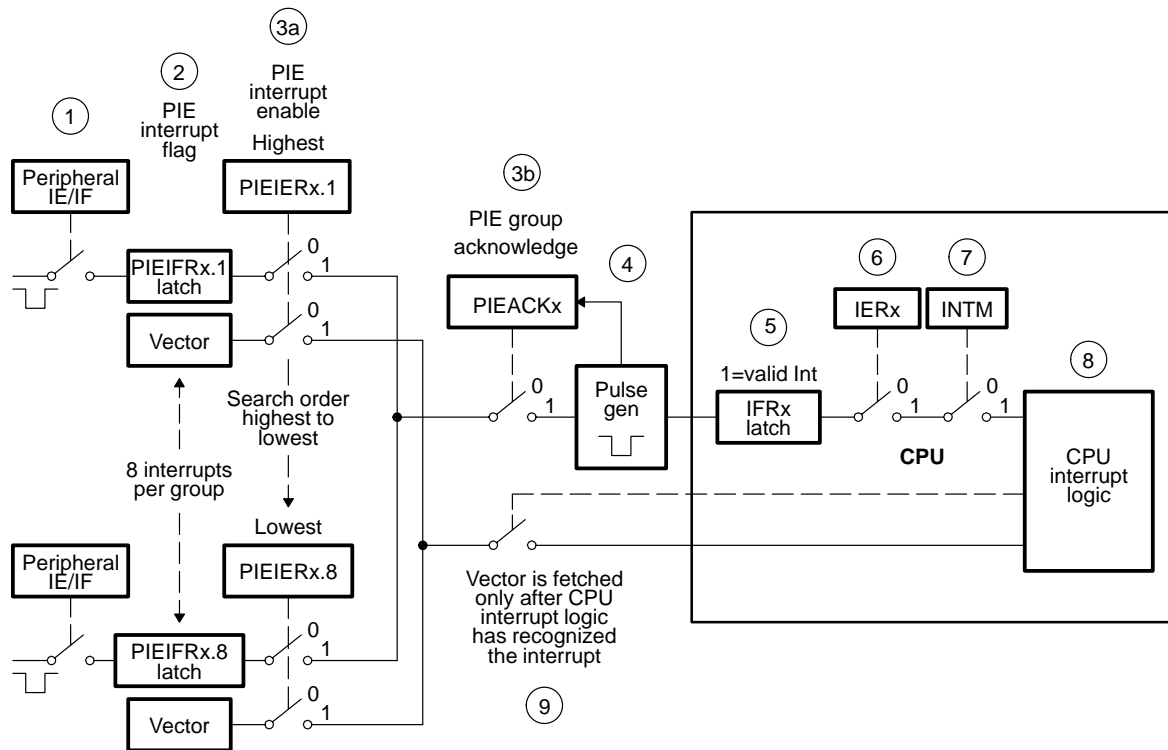 3a
PIE
interrupt
enable
2
PIE
interrupt
flag
1
Highest
Peripheral
IE/IF
PIEIERx.1
3b
PIE group
acknowledge
0
1
PIEIFRx.1
latch
4
6
7
PIEACKx
IERx
INTM
0
1
Vector
5
8
1=valid Int
Search order
highest to
lowest
0
1
Pulse
gen
IFRx
latch
0
1
0
1
CPU
CPU
interrupt
logic
8 interrupts
per group
Lowest
Peripheral
IE/IF
PIEIERx.8
Vector is fetched
only after CPU
interrupt logic
has recognized
the interrupt
0
1
PIEIFRx.8
latch
0
1
Vector
9